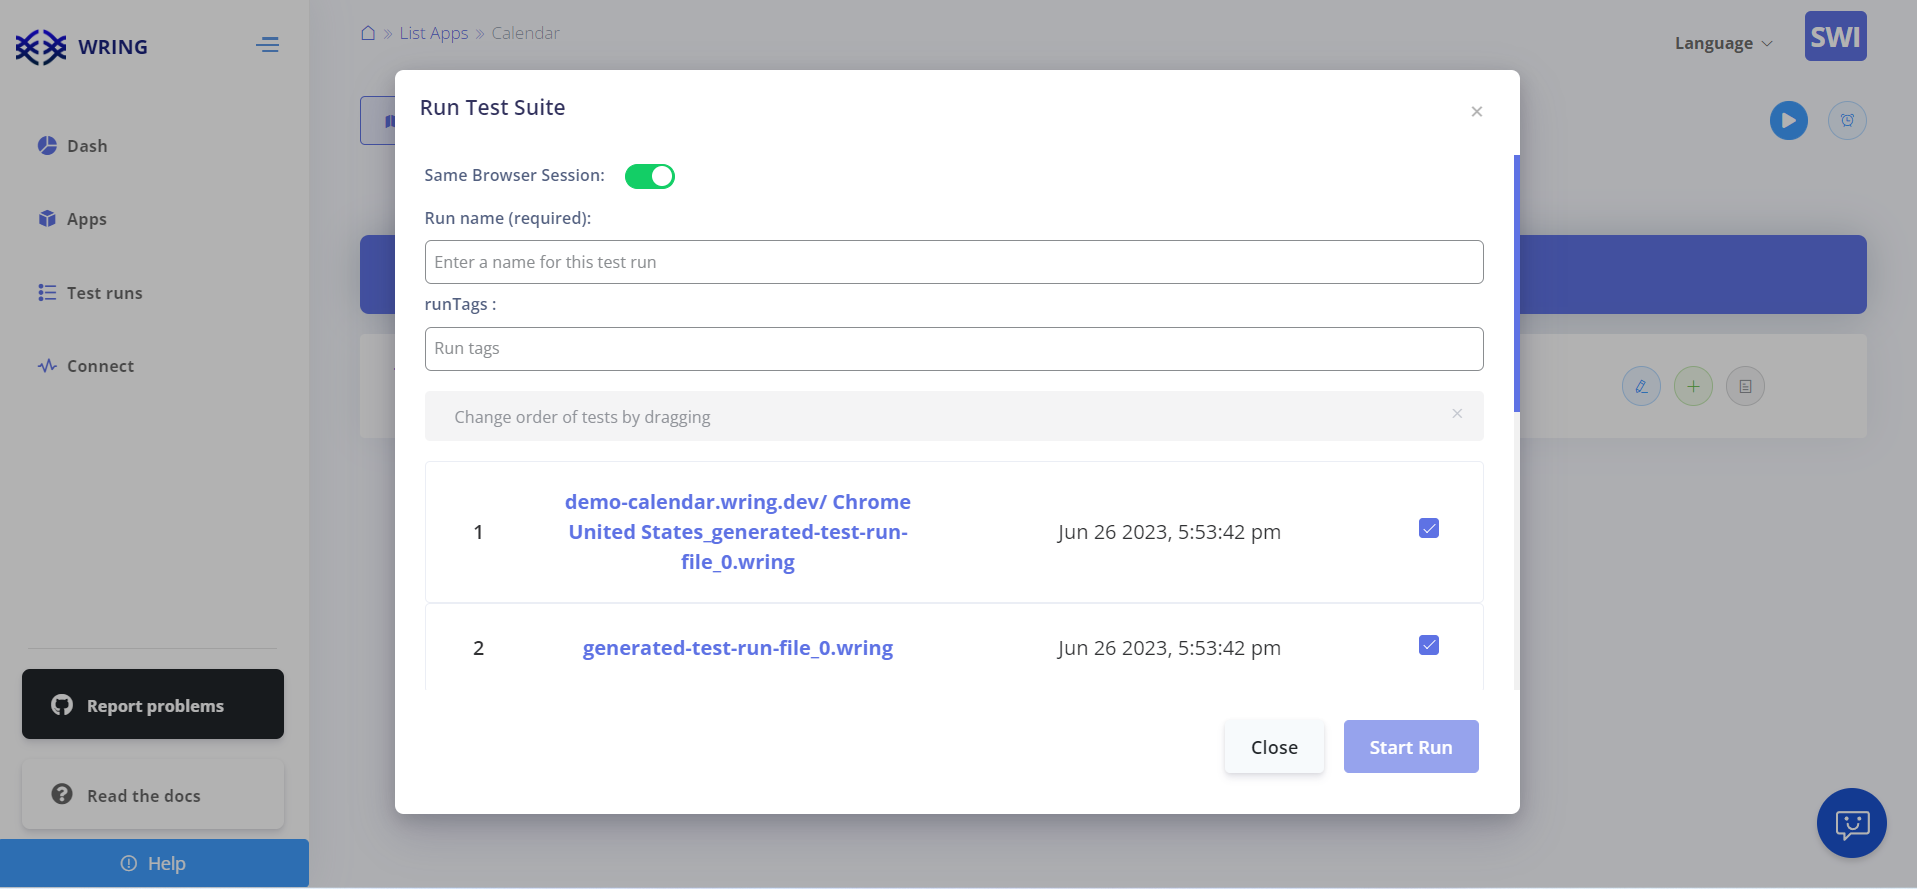 WRING
List Apps
Calendar
Language
SWI
Dash
Apps
Test runs
Connect
Report problems
Read the docs
Help
Run Test Suite
Same Browser Session:
Run name (required):
Enter a name for this test run
runTags :
Run tags
Change order of tests by dragging
1
demo-calendar.wring.dev/ Chrome
United States_generated-test-run-
file_0.wring
Jun 26 2023, 5:53:42 pm
2
generated-test-run-file_0.wring
Jun 26 2023, 5:53:42 pm
Close
Start Run